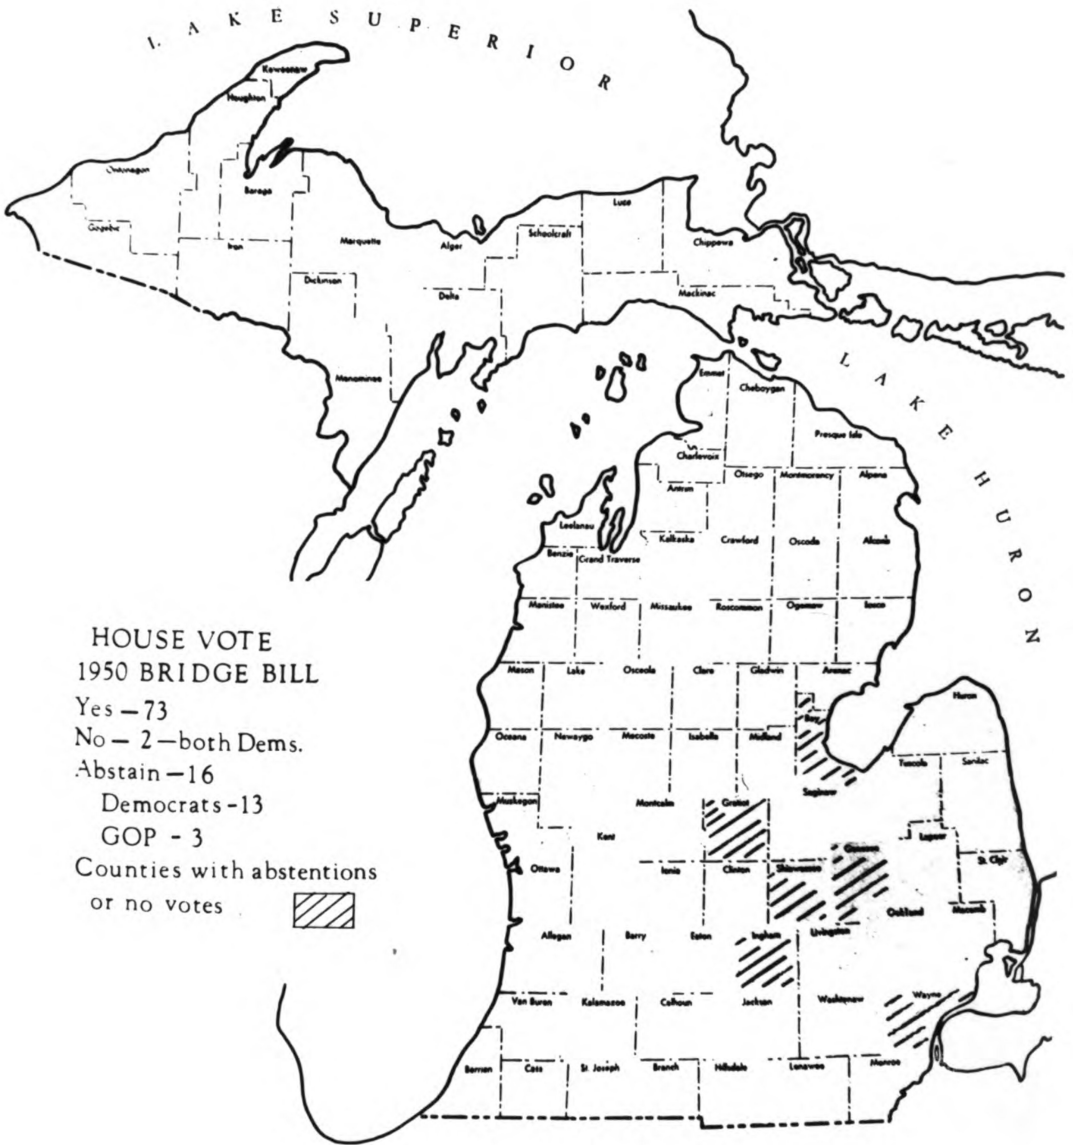 LAKE SUPERIOR
Keweenaw
Houghton
Ontonagon
Baraga
Luce
Gogebic
Iron
Marquette
Alger
Schoolcraft
Chippewa
Dickinson
Delta
Mackinac
Menominee
LAKE HURON
Emmet
Cheboygan
Presque Isle
Charlevoix
Otsego
Montmorency
Alpena
Antrim
Leelanau
Kalkaska
Crawford
Oscoda
Alcona
Benzie
Grand Traverse
Manistee
Wexford
Missaukee
Roscommon
Ogemaw
Iosco
HOUSE VOTE
1950 BRIDGE BILL
Yes – 73
No – 2 – both Dems.
Abstain – 16
Democrats - 13
GOP - 3
Counties with abstentions
or no votes
Mason
Lake
Osceola
Clare
Gladwin
Arenac
Huron
Oceana
Newaygo
Mecosta
Isabella
Midland
Bay
Tuscola
Sanilac
Muskegon
Montcalm
Gratiot
Saginaw
Kent
Lapeer
Ottawa
Ionia
Clinton
Shiawassee
Genesee
St. Clair
Oakland
Macomb
Allegan
Barry
Eaton
Ingham
Livingston
Van Buren
Kalamazoo
Calhoun
Jackson
Washtenaw
Wayne
Berrien
Cass
St. Joseph
Branch
Hillsdale
Lenawee
Monroe